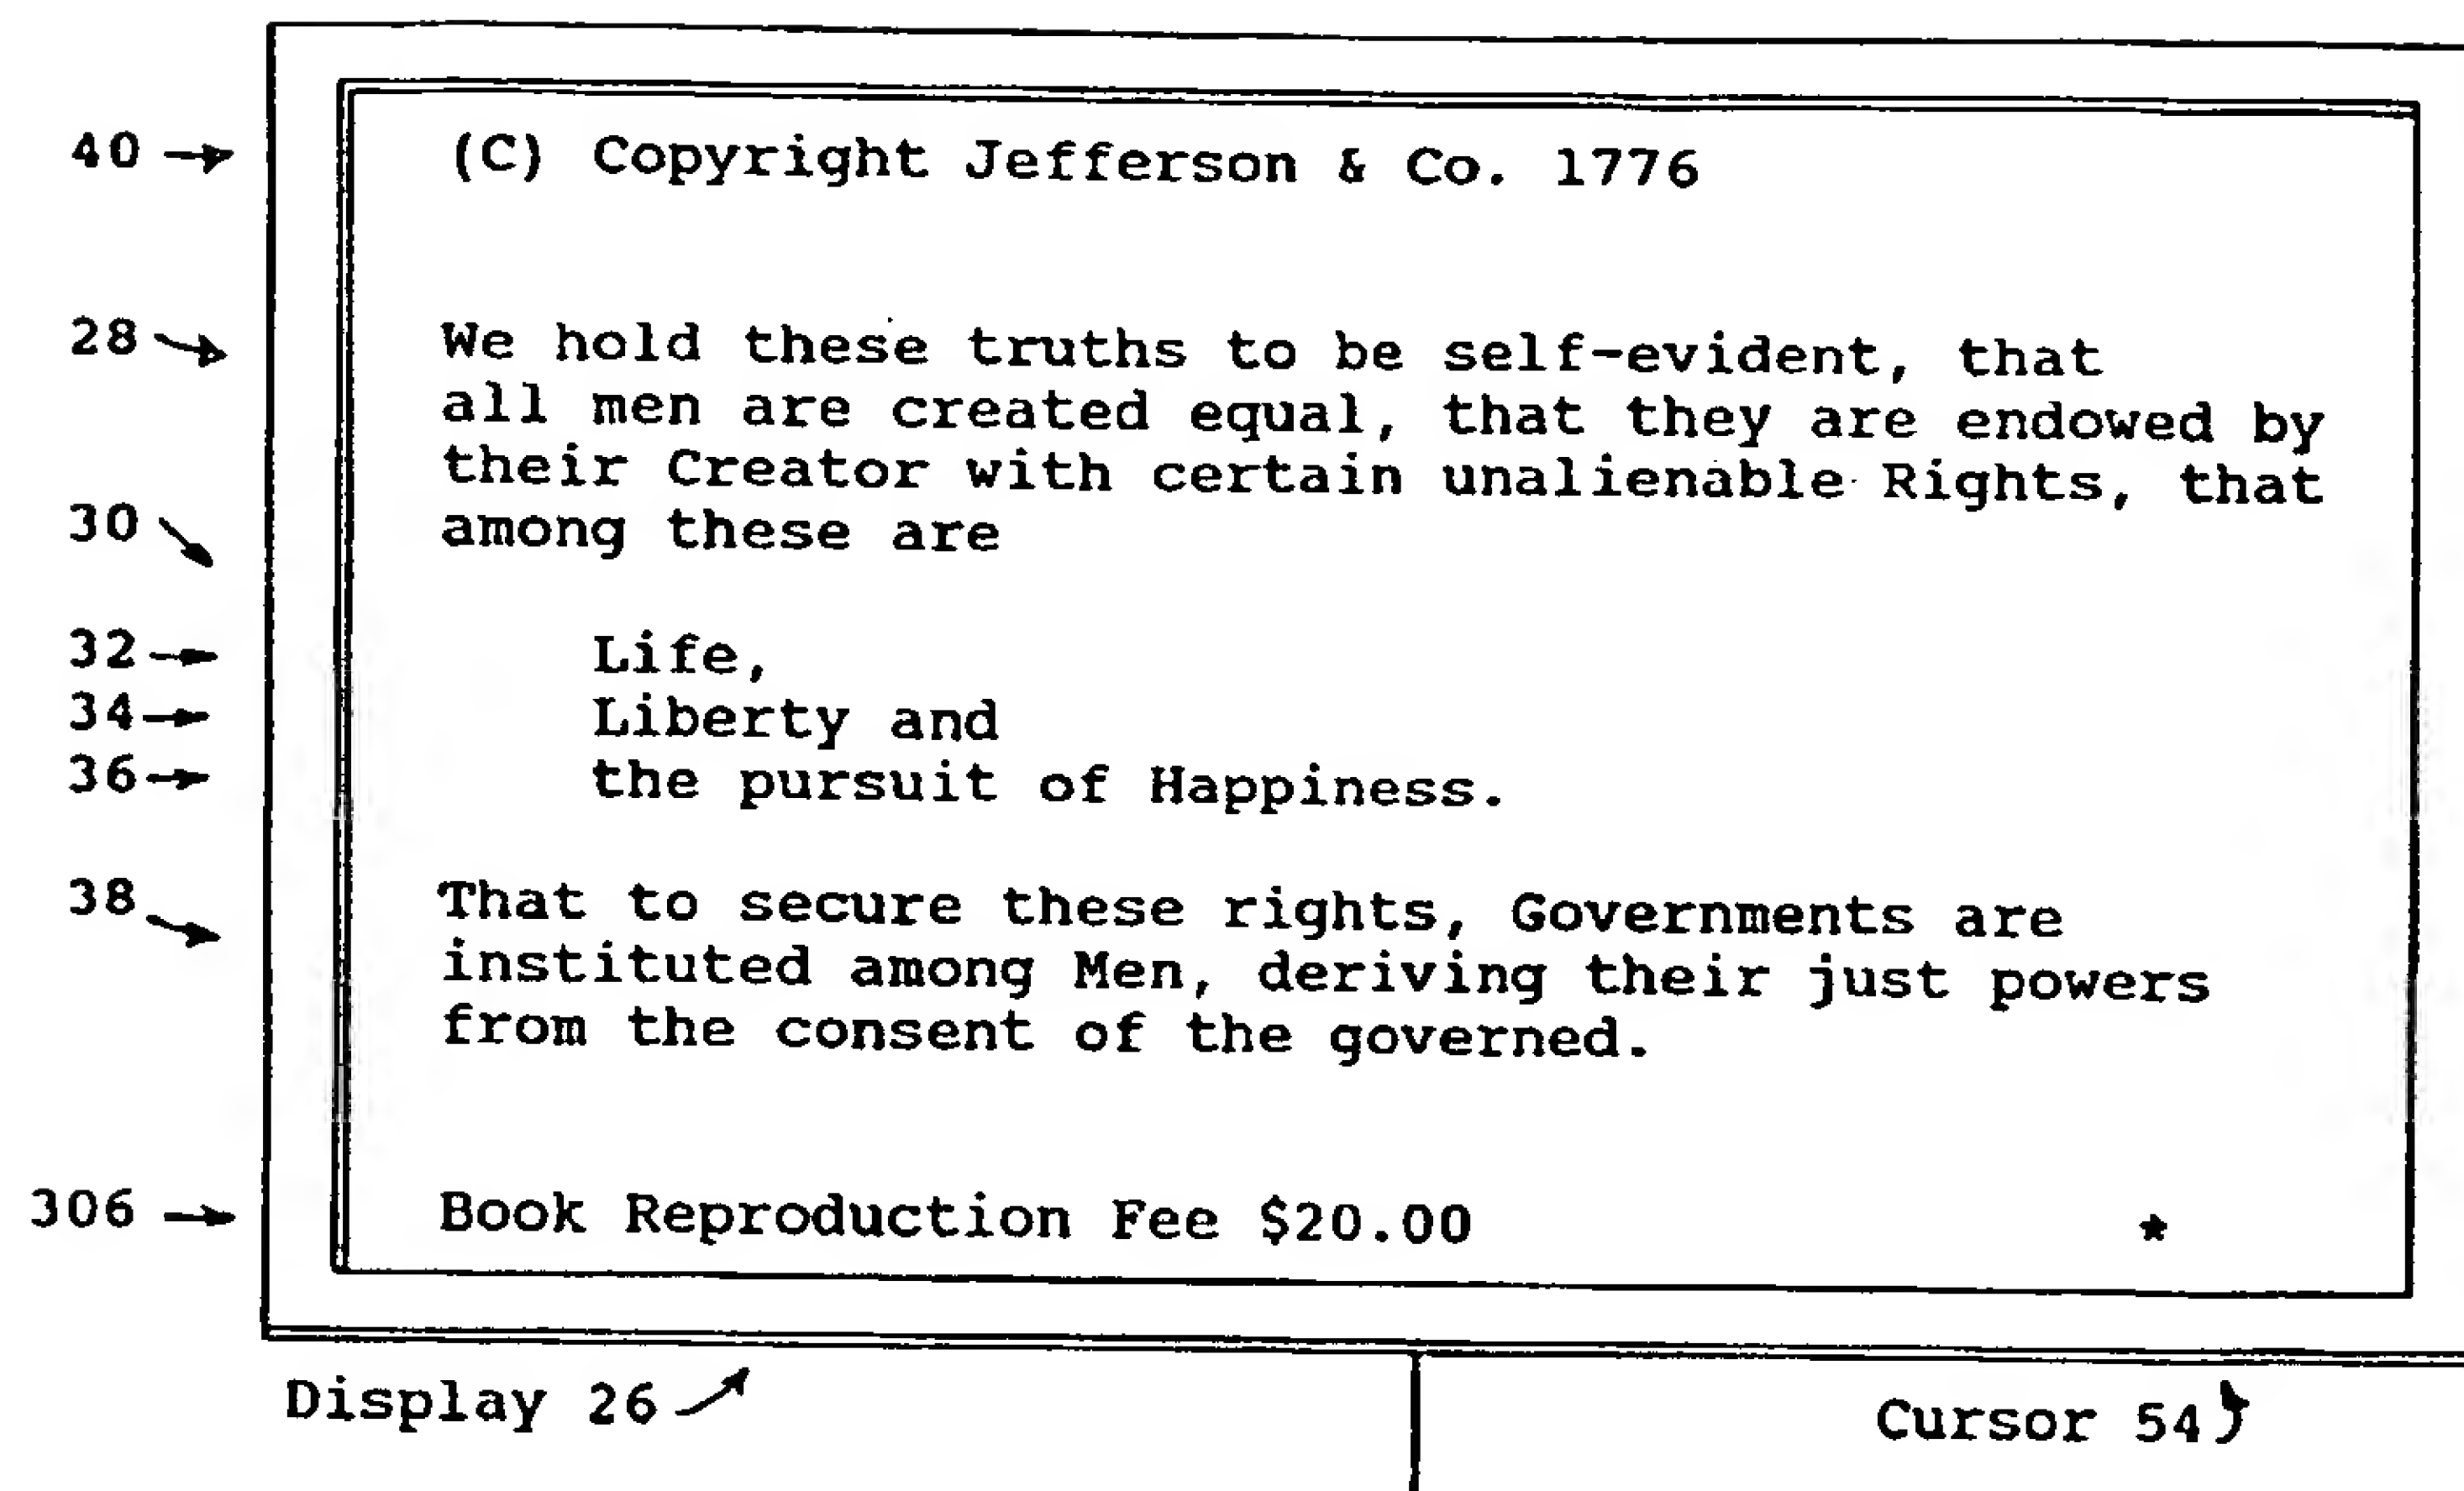 40 (C) Copyright Jefferson & Co. 1776
28 We hold these truths to be self-evident, that
all men are created equal, that they are endowed by
their Creator with certain unalienable Rights, that
30 among these are
32 Life,
34 Liberty and
36 the pursuit of Happiness.
38 That to secure these rights, Governments are
instituted among Men, deriving their just powers
from the consent of the governed.
306 Book Reproduction Fee $20.00 *
Display 26 Cursor 54